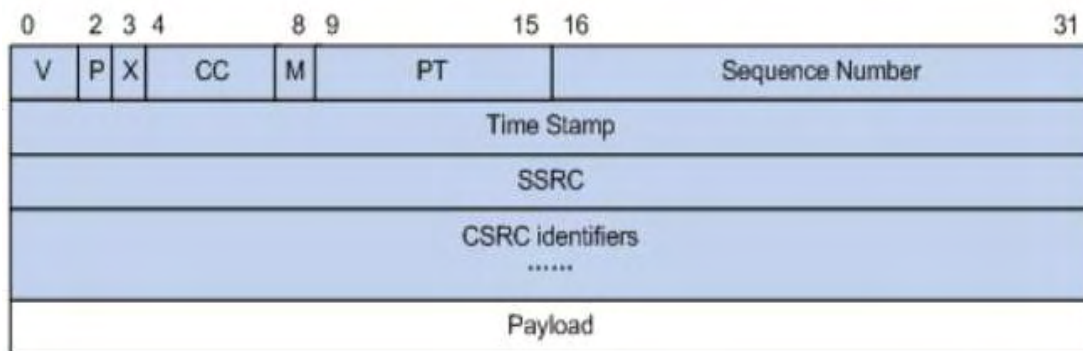 0 2 3 4 8 9 15 16 31
V P X CC M PT Sequence Number
Time Stamp
SSRC
CSRC identifiers
......
Payload